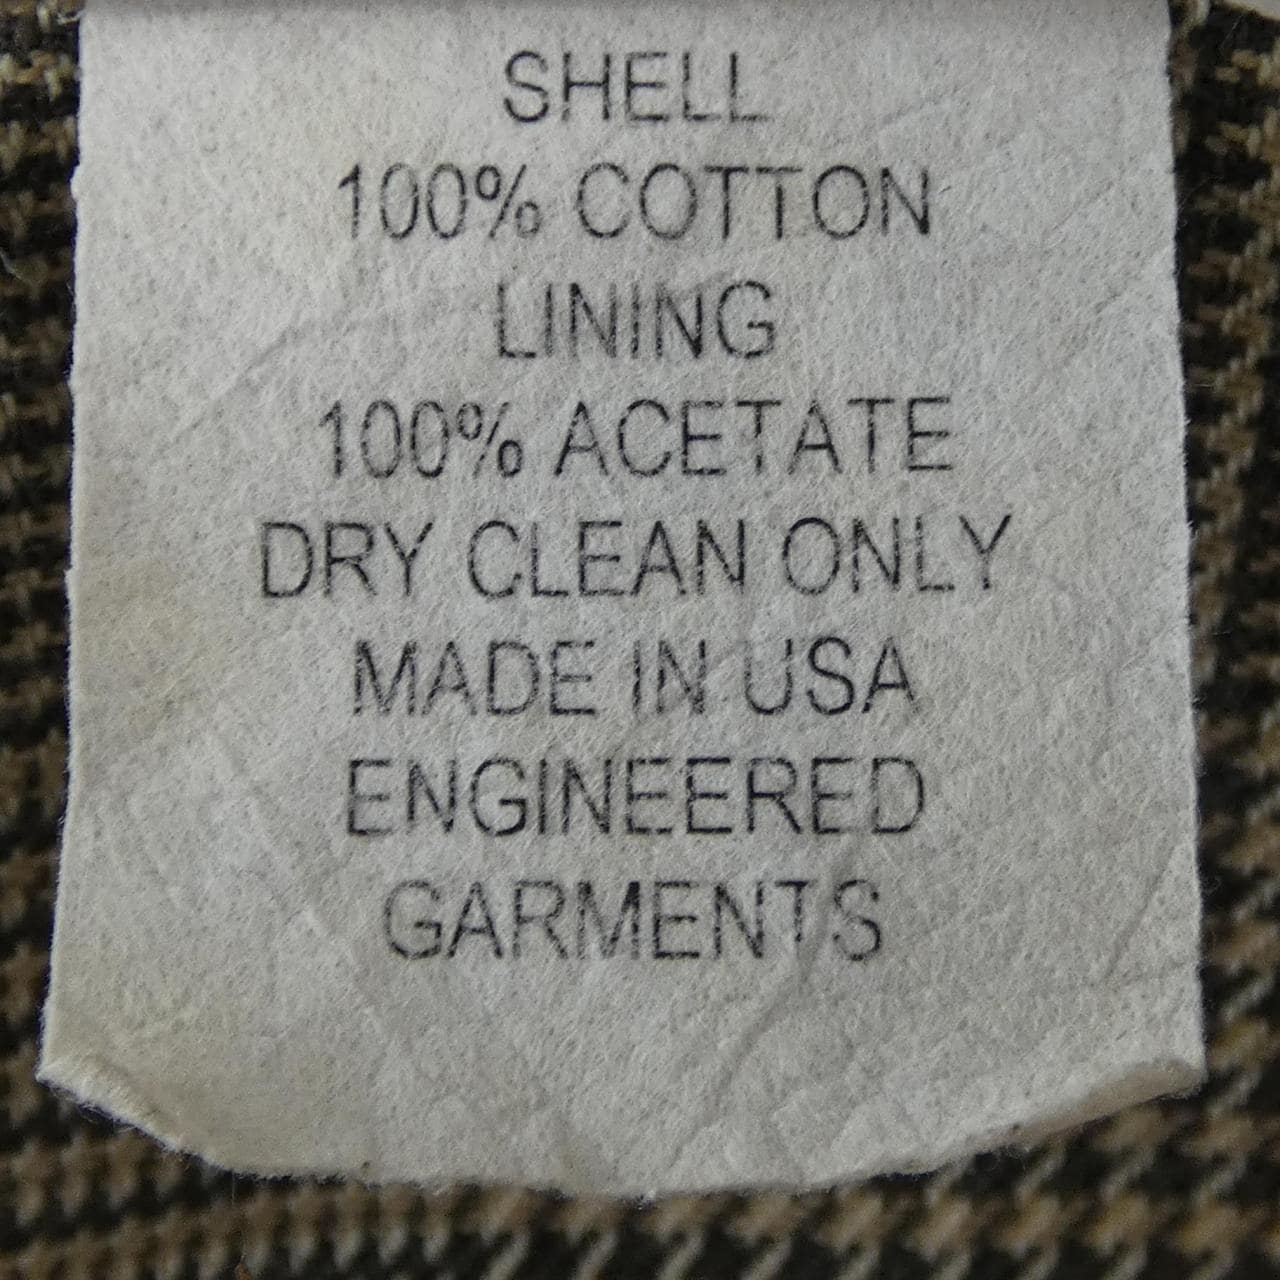 SHELL
100% COTTON
LINING
100% ACETATE
DRY CLEAN ONLY
MADE IN USA
ENGINEERED
GARMENTS